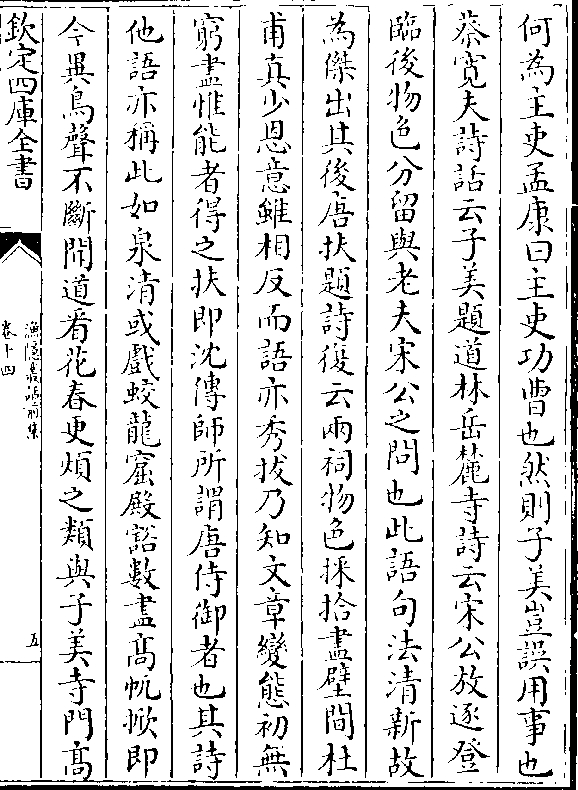 何為主吏孟康曰主吏功曹也然則子美豈誤用事也
蔡寛夫詩話云子美題道林岳麓寺詩云宋公放逐登
臨後物色分留與老夫宋公之問也此語句法清新故
為傑出其後唐扶題詩復云兩祠物色採拾盡壁間杜
甫真少恩意雖相反而語亦秀拔乃知文章變態初無
窮盡惟能者得之扶即沈傳師所謂唐侍御者也其詩
他語亦稱此如泉清或戲蛟龍窟殿豁數盡髙帆掀即
今異鳥聲不斷聞道看花春更煩之類與子美寺門髙
欽定四庫全書
漁隱叢話前集
卷十四
五